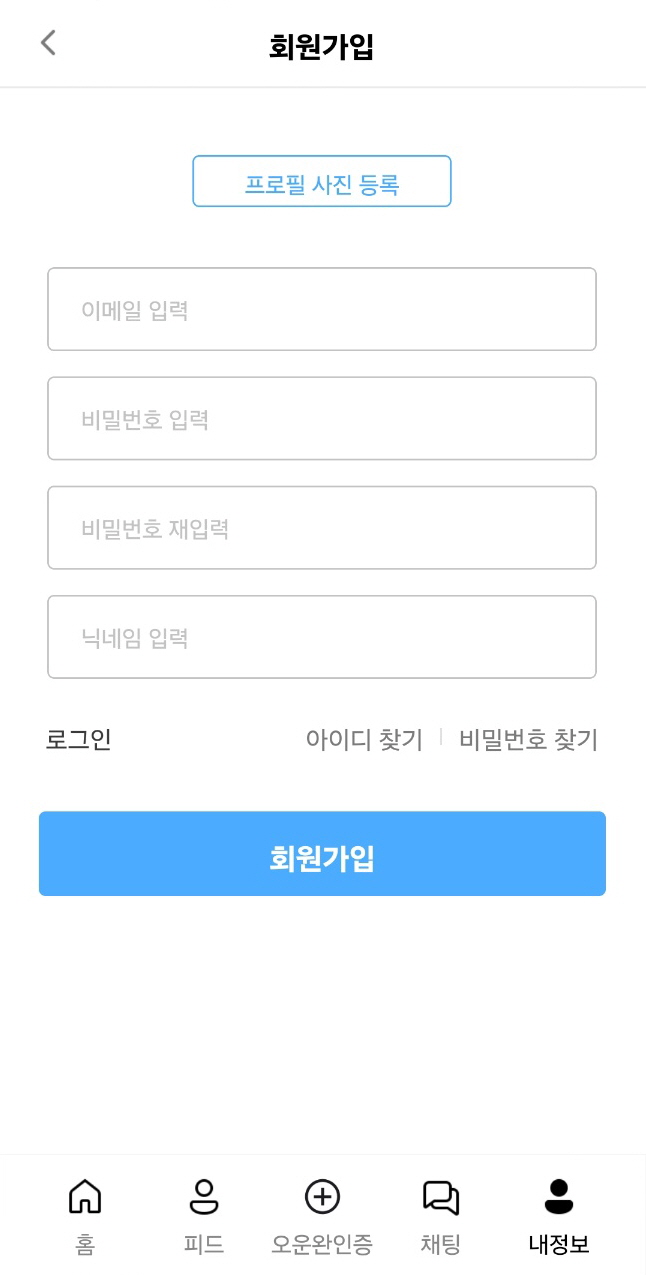 회원가입
프로필 사진 등록
이메일 입력
비밀번호 입력
비밀번호 재입력
닉네임 입력
로그인 아이디 찾기 비밀번호 찾기
회원가입
홈 피드 오운완인증 채팅 내정보